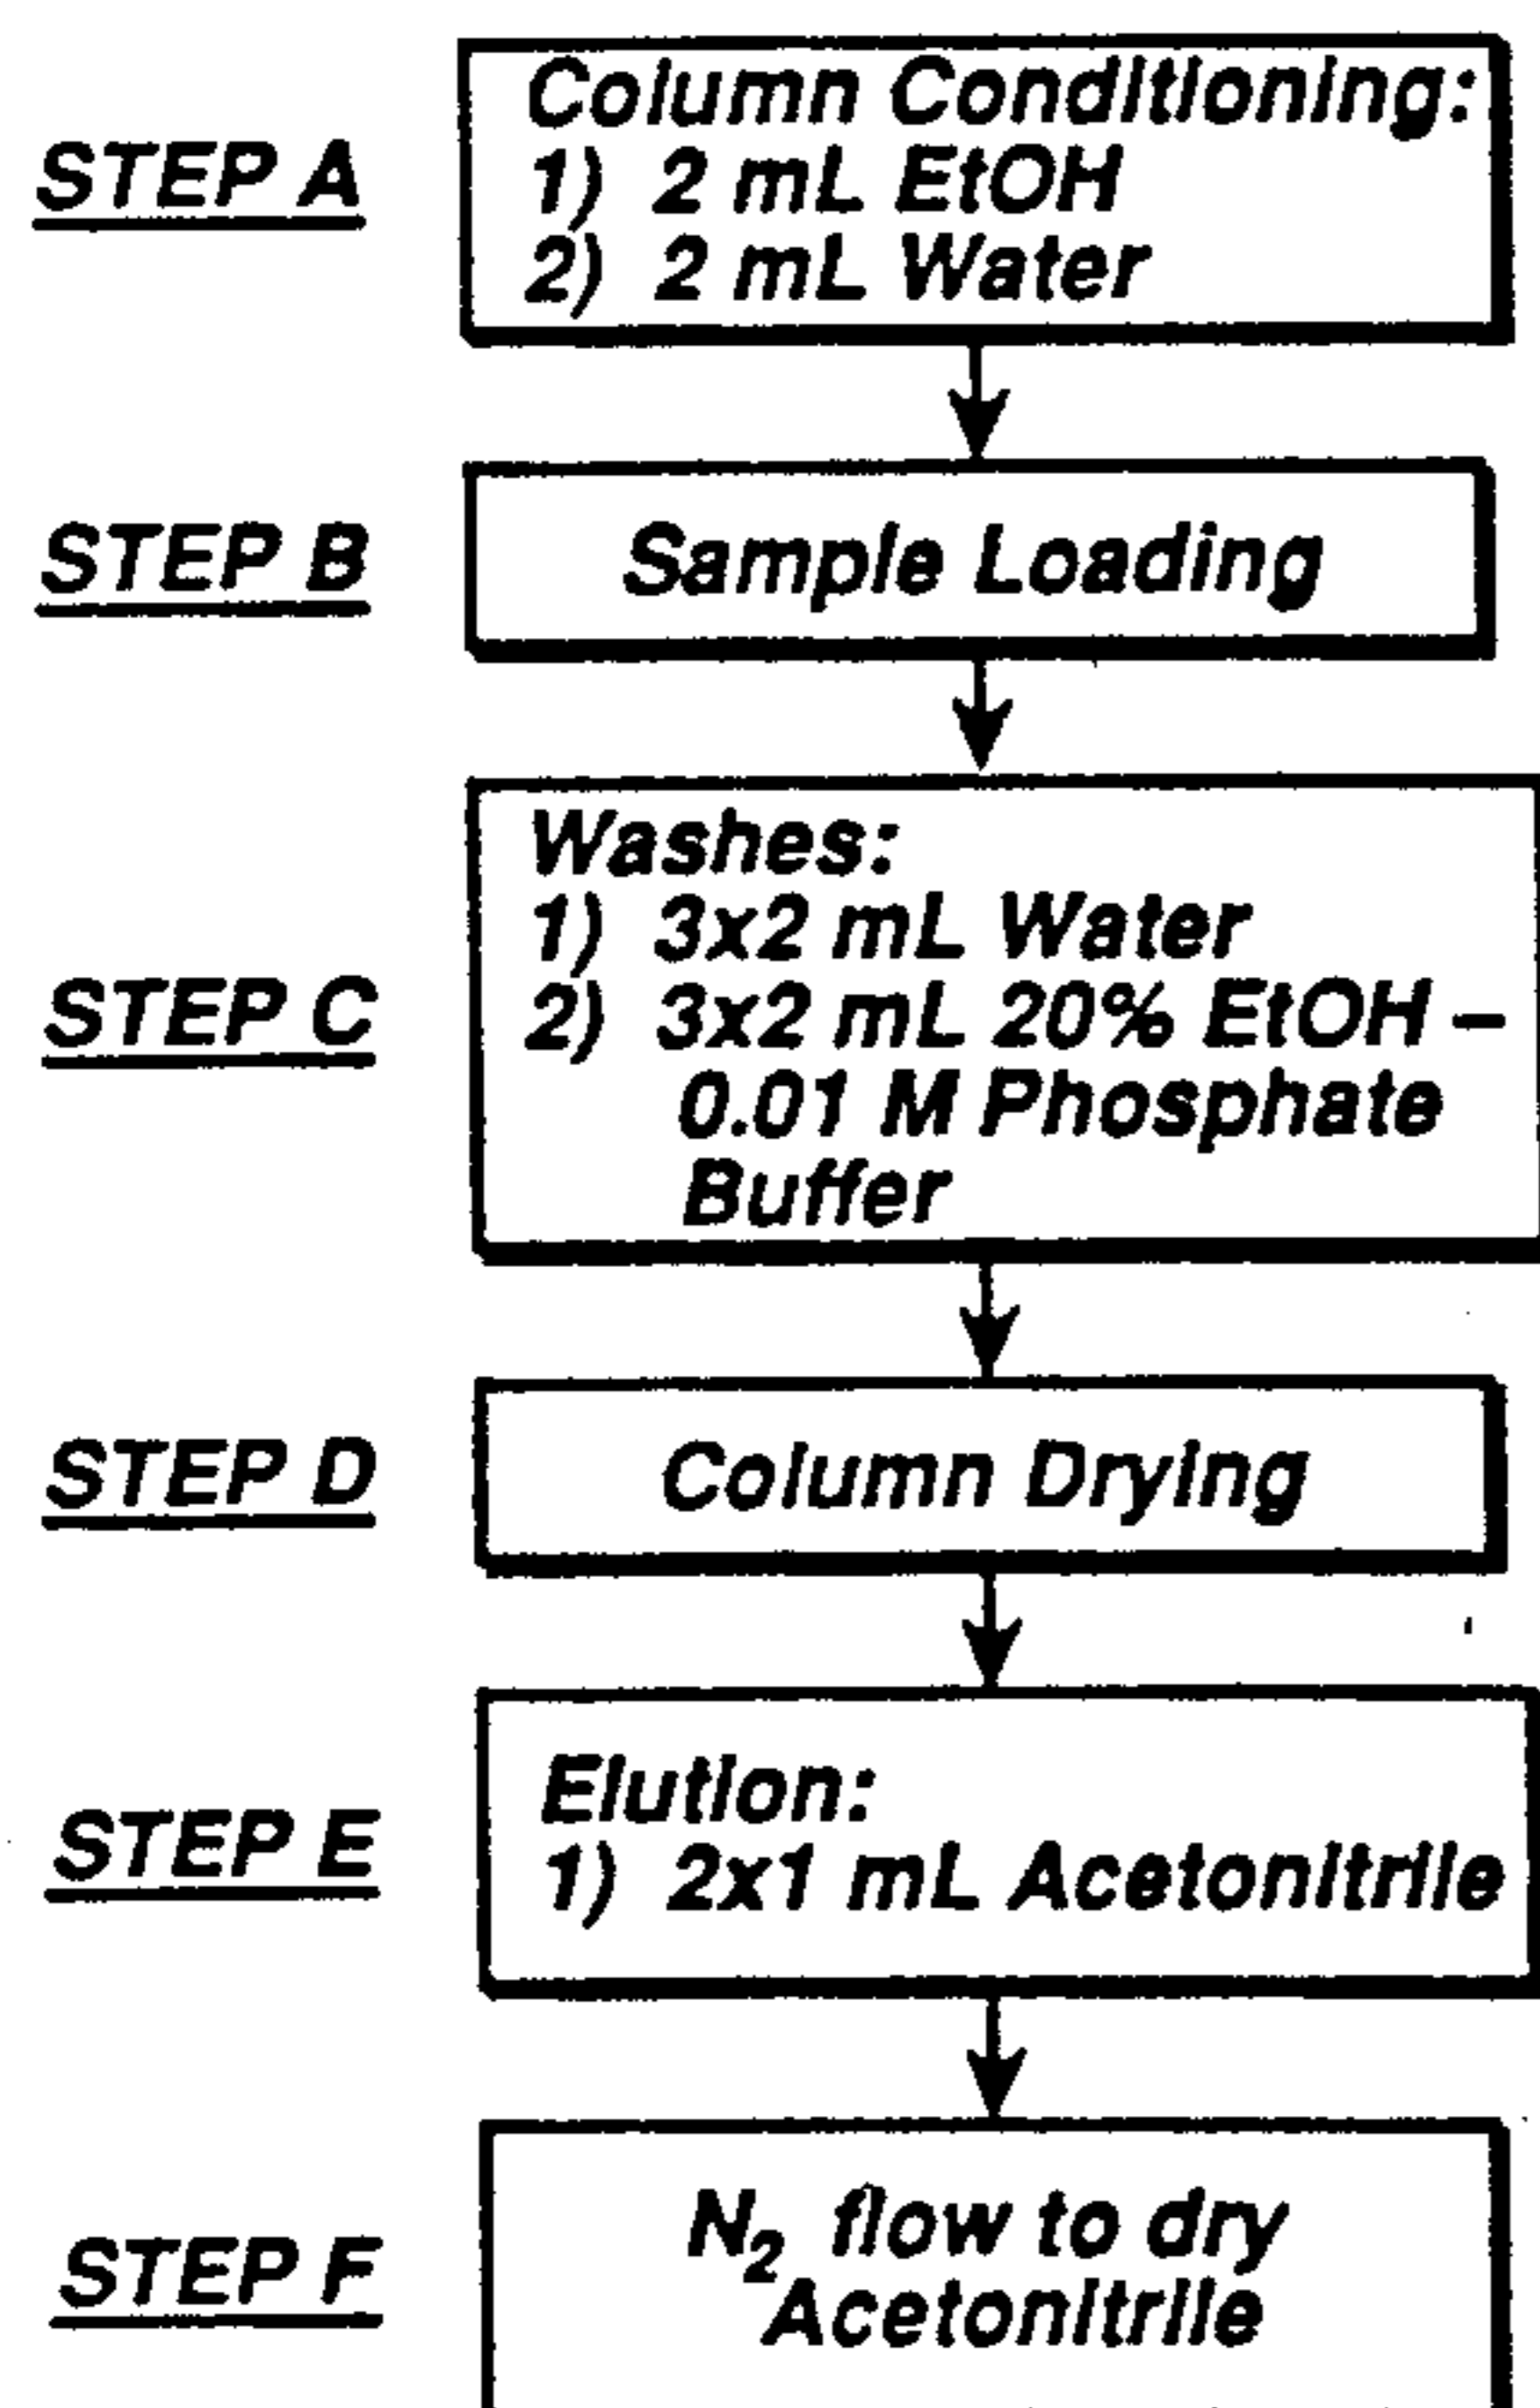 STEP A
Column Conditioning:
1) 2 mL EtOH
2) 2 mL Water
STEP B
Sample Loading
STEP C
Washes:
1) 3x2 mL Water
2) 3x2 mL 20% EtOH –
0.01 M Phosphate
Buffer
STEP D
Column Drying
STEP E
Elution:
1) 2x1 mL Acetonitrile
STEP F
N₂ flow to dry
Acetonitrile